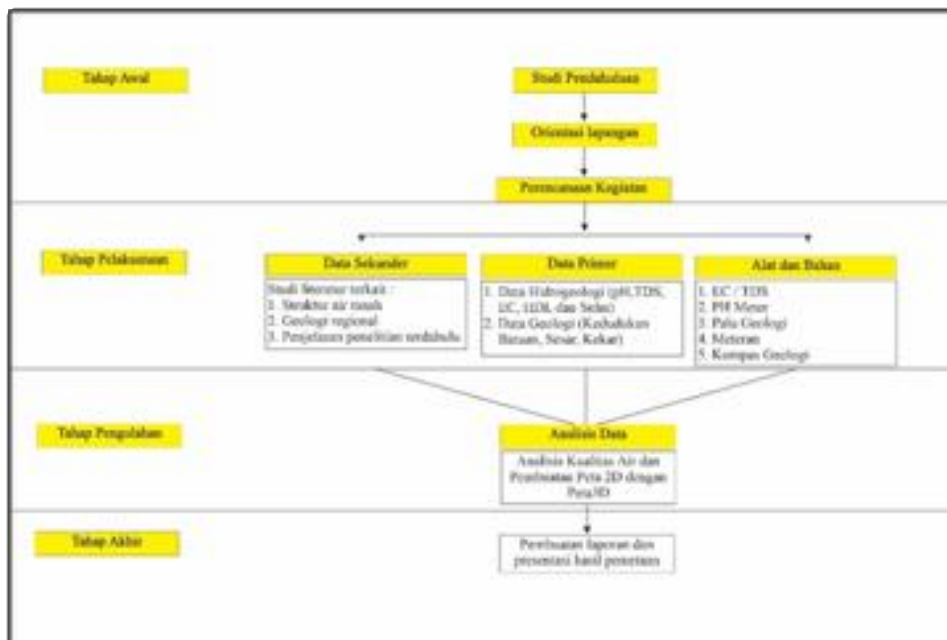 Tahap Awal
Studi Pendahuluan
Orientasi lapangan
Perencanaan Kegiatan
Tahap Pelaksanaan
Data Sekunder
Studi literatur terkait :
1. Struktur air tanah
2. Geologi regional
3. Penjelasan penelitian terdahulu
Data Primer
1. Data Hidrogeologi (pH, TDS,
EC, dan Suhu)
2. Data Geologi (Kedudukan
Batuan, Sesar, Kekar)
Alat dan Bahan
1. EC / TDS
2. PH Meter
3. Palu Geologi
4. Meteran
5. Kompas Geologi
Tahap Pengolahan
Analisis Data
Analisis Kualitas Air dan
Pembuatan Peta 2D dengan
Peta3D
Tahap Akhir
Pembuatan laporan dan
presentasi hasil